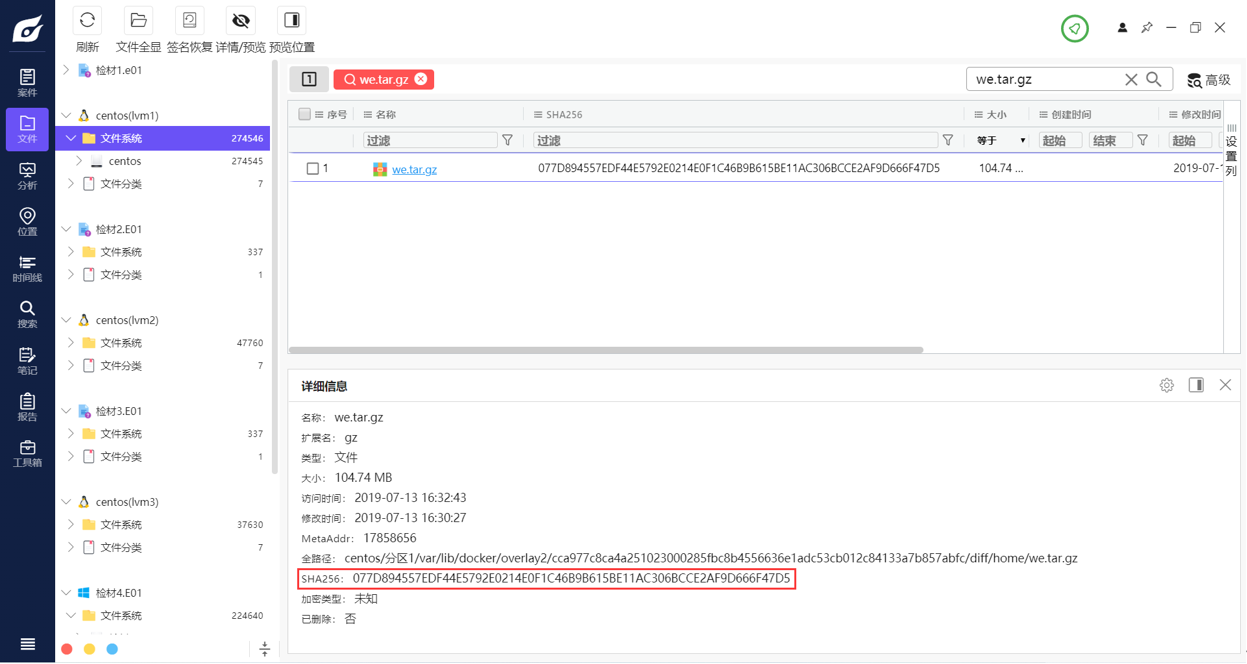 刷新 文件全显 签名恢复 详情/预览 预览位置
案件
文件
分析
位置
时间线
搜索
笔记
报告
工具箱
检材1.e01
centos(lvm1)
文件系统 274546
centos 274545
文件分类 7
检材2.E01
文件系统 337
文件分类 1
centos(lvm2)
文件系统 47760
文件分类 7
检材3.E01
文件系统 337
文件分类 1
centos(lvm3)
文件系统 37630
文件分类 7
检材4.E01
文件系统 224640
1 we.tar.gz we.tar.gz 高级
序号 名称 SHA256 大小 创建时间 修改时间
过滤 过滤 等于 起始 结束 起始
设置列
1 we.tar.gz 077D894557EDF44E5792E0214E0F1C46B9B615BE11AC306BCCE2AF9D666F47D5 104.74 ... 2019-07-1
详细信息
名称: we.tar.gz
扩展名: gz
类型: 文件
大小: 104.74 MB
访问时间: 2019-07-13 16:32:43
修改时间: 2019-07-13 16:30:27
MetaAddr: 17858656
全路径: centos/分区1/var/lib/docker/overlay2/cca977c8ca4a251023000285fbc8b4556636e1adc53cb012c84133a7b857abfc/diff/home/we.tar.gz
SHA256: 077D894557EDF44E5792E0214E0F1C46B9B615BE11AC306BCCE2AF9D666F47D5
加密类型: 未知
已删除: 否